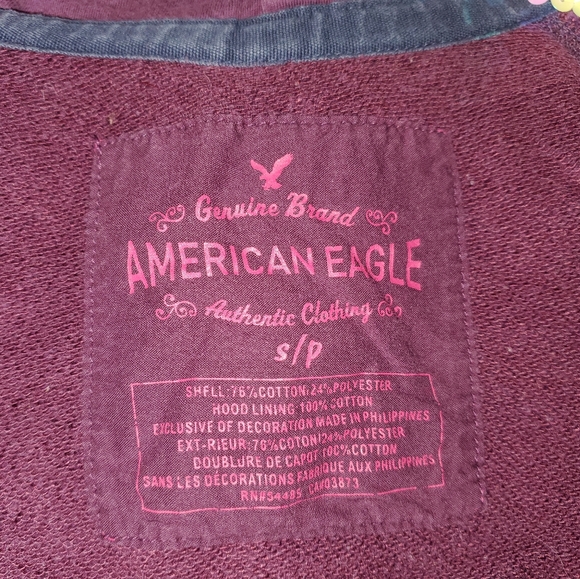 Genuine Brand
AMERICAN EAGLE
Authentic Clothing
S/P
SHELL: 76%COTTON:24%POLYESTER
HOOD LINING: 100% COTTON
EXCLUSIVE OF DECORATION MADE IN PHILIPPINES
EXT-RIEUR: 76%COTON/24%POLYESTER
DOUBLURE DE CAPOT 100%COTTON
SANS LES DÉCORATIONS FABRIQUE AUX PHILIPPINES
RN#54485 CA#03873